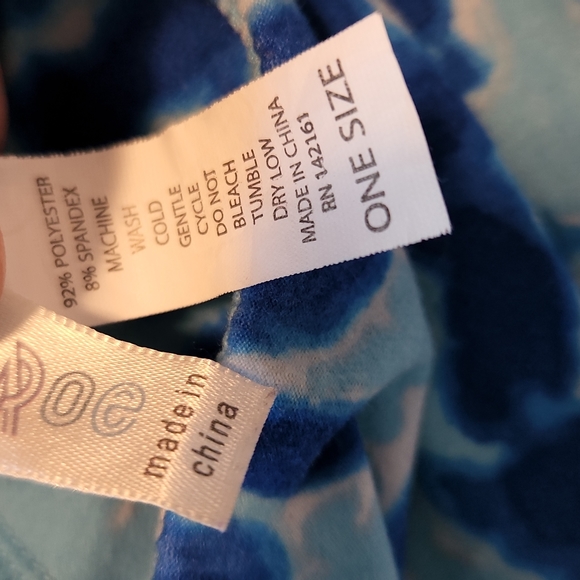 92% POLYESTER
8% SPANDEX
MACHINE
WASH
COLD
GENTLE
CYCLE
DO NOT
BLEACH
TUMBLE
DRY LOW
MADE IN CHINA
RN 142161
ONE SIZE
Roe
made in
china